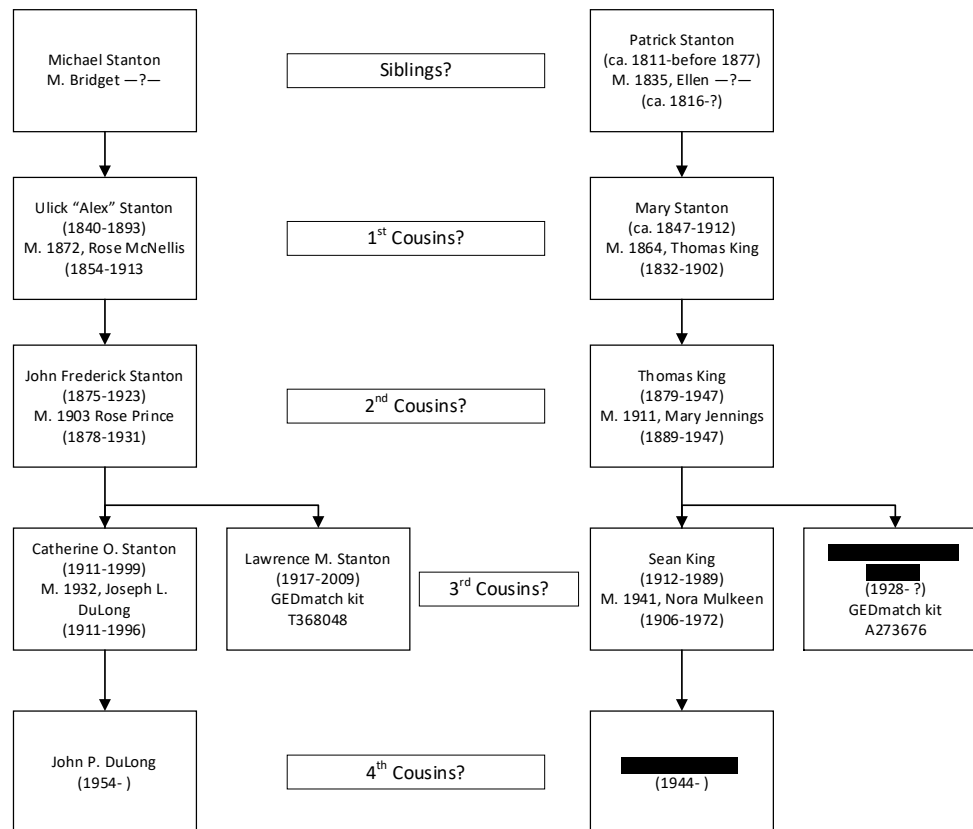 Michael Stanton
M. Bridget —?—
Siblings?
Patrick Stanton
(ca. 1811-before 1877)
M. 1835, Ellen —?—
(ca. 1816-?)
Ulick “Alex” Stanton
(1840-1893)
M. 1872, Rose McNellis
(1854-1913
1st Cousins?
Mary Stanton
(ca. 1847-1912)
M. 1864, Thomas King
(1832-1902)
John Frederick Stanton
(1875-1923)
M. 1903 Rose Prince
(1878-1931)
2nd Cousins?
Thomas King
(1879-1947)
M. 1911, Mary Jennings
(1889-1947)
Catherine O. Stanton
(1911-1999)
M. 1932, Joseph L.
DuLong
(1911-1996)
Lawrence M. Stanton
(1917-2009)
GEDmatch kit
T368048
3rd Cousins?
Sean King
(1912-1989)
M. 1941, Nora Mulkeen
(1906-1972)
(1928- ?)
GEDmatch kit
A273676
John P. DuLong
(1954- )
4th Cousins?
(1944- )